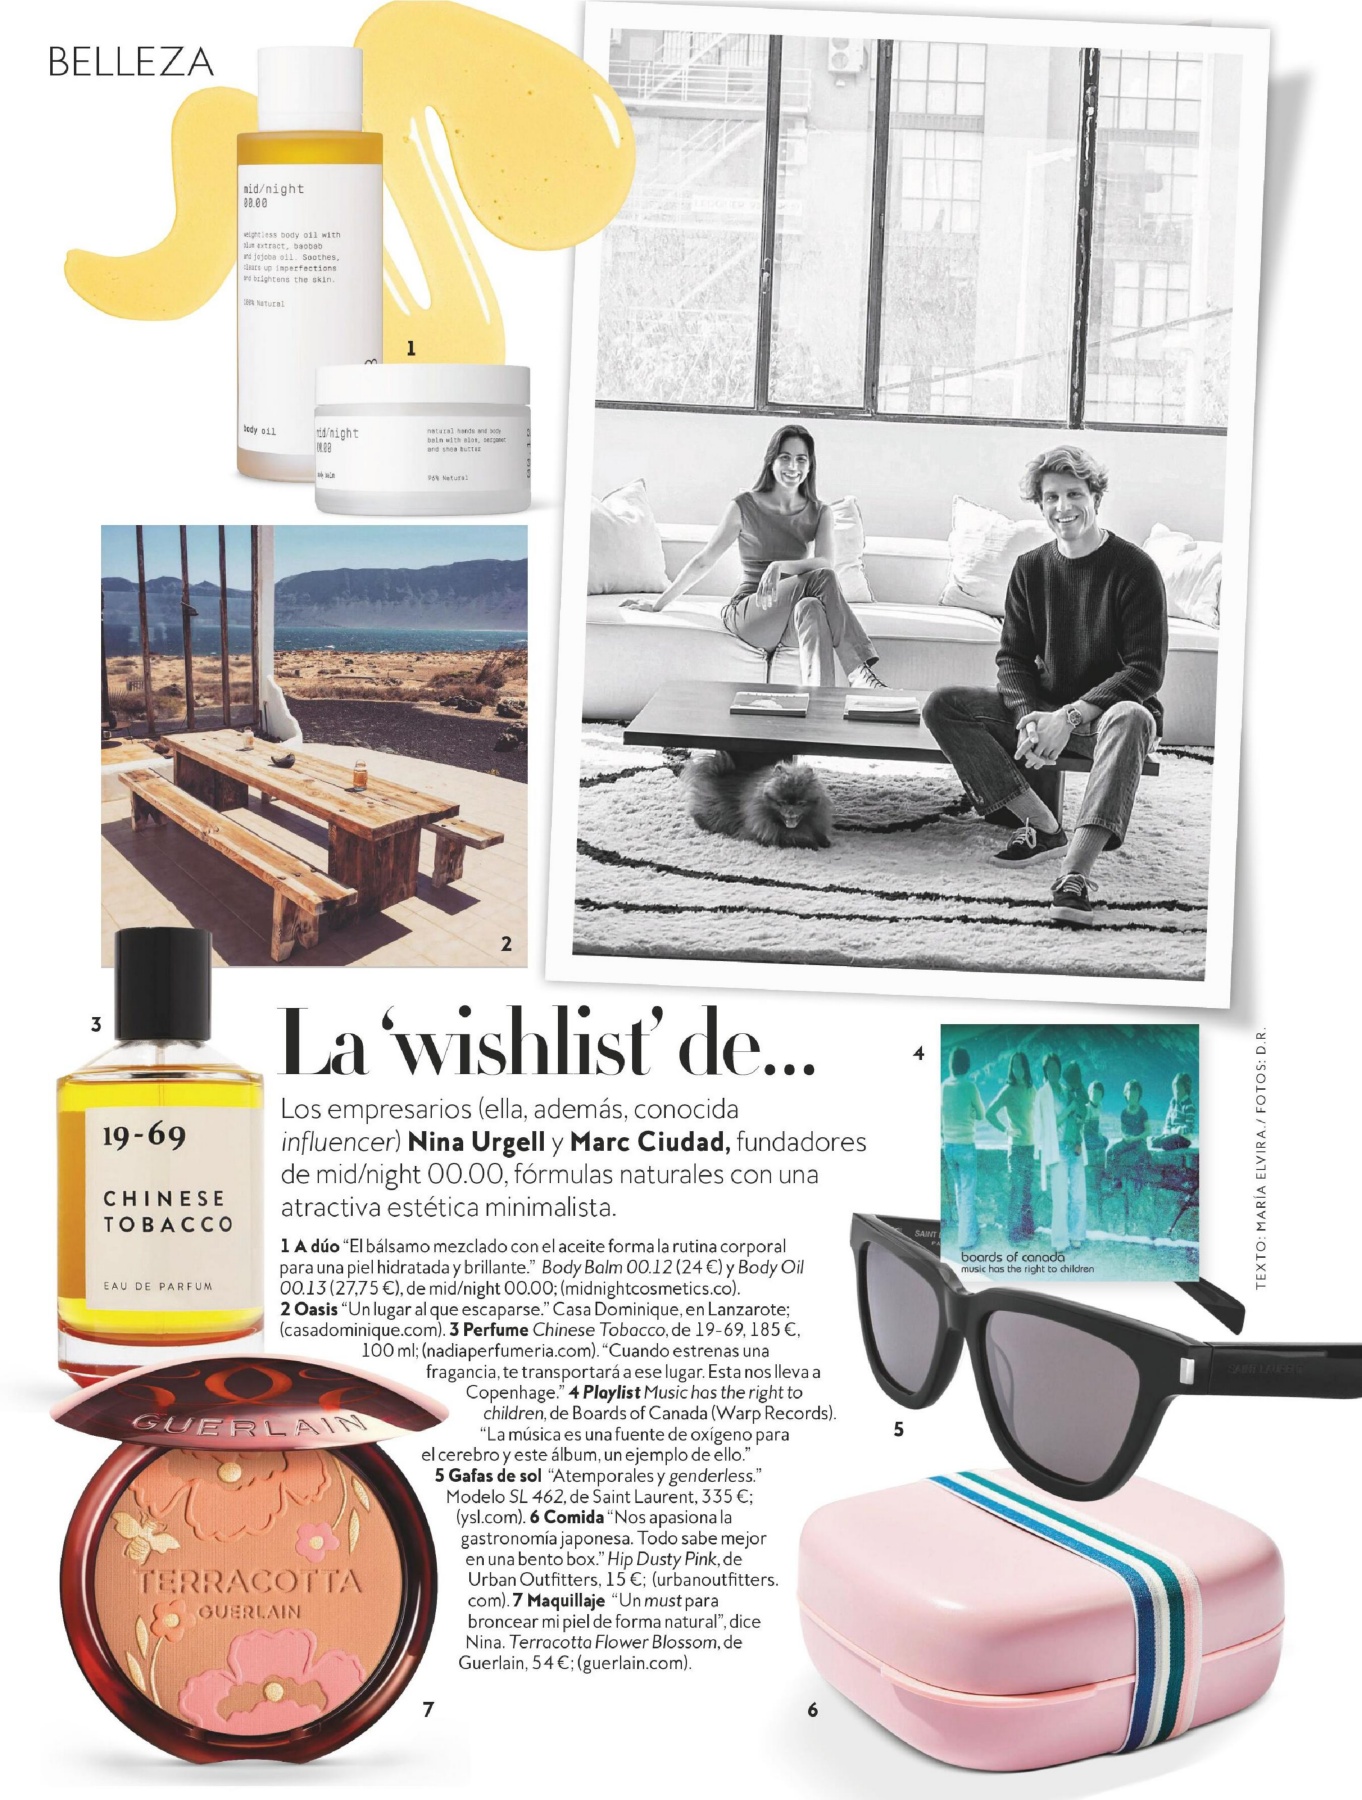 BELLEZA
mid/night
00.00
weightless body oil with
plum extract, baobab
and jojoba oil. Soothes,
clears up imperfections
and brightens the skin.
100% Natural
body oil
1
mid/night
00.00
body balm
natural hands and body
balm with aloe, bergamot
and shea butter
98% Natural
00.12
2
3
19-69
CHINESE
TOBACCO
EAU DE PARFUM
La ‘wishlist’ de...
Los empresarios (ella, además, conocida
influencer) Nina Urgell y Marc Ciudad, fundadores
de mid/night 00.00, fórmulas naturales con una
atractiva estética minimalista.
1 A dúo “El bálsamo mezclado con el aceite forma la rutina corporal
para una piel hidratada y brillante.” Body Balm 00.12 (24 €) y Body Oil
00.13 (27,75 €), de mid/night 00.00; (midnightcosmetics.co).
2 Oasis “Un lugar al que escaparse.” Casa Dominique, en Lanzarote;
(casadominique.com). 3 Perfume Chinese Tobacco, de 19-69, 185 €,
100 ml; (nadiaperfumeria.com). “Cuando estrenas una
fragancia, te transportará a ese lugar. Esta nos lleva a
Copenhage.” 4 Playlist Music has the right to
children, de Boards of Canada (Warp Records).
“La música es una fuente de oxígeno para
el cerebro y este álbum, un ejemplo de ello.”
5 Gafas de sol “Atemporales y genderless.”
Modelo SL 462, de Saint Laurent, 335 €;
(ysl.com). 6 Comida “Nos apasiona la
gastronomía japonesa. Todo sabe mejor
en una bento box.” Hip Dusty Pink, de
Urban Outfitters, 15 €; (urbanoutfitters.
com). 7 Maquillaje “Un must para
broncear mi piel de forma natural”, dice
Nina. Terracotta Flower Blossom, de
Guerlain, 54 €; (guerlain.com).
4
boards of canada
music has the right to children
TEXTO: MARÍA ELVIRA./ FOTOS: D.R.
SAINT
SAINT LAURENT
5
6
GUERLAIN
TERRACOTTA
GUERLAIN
7